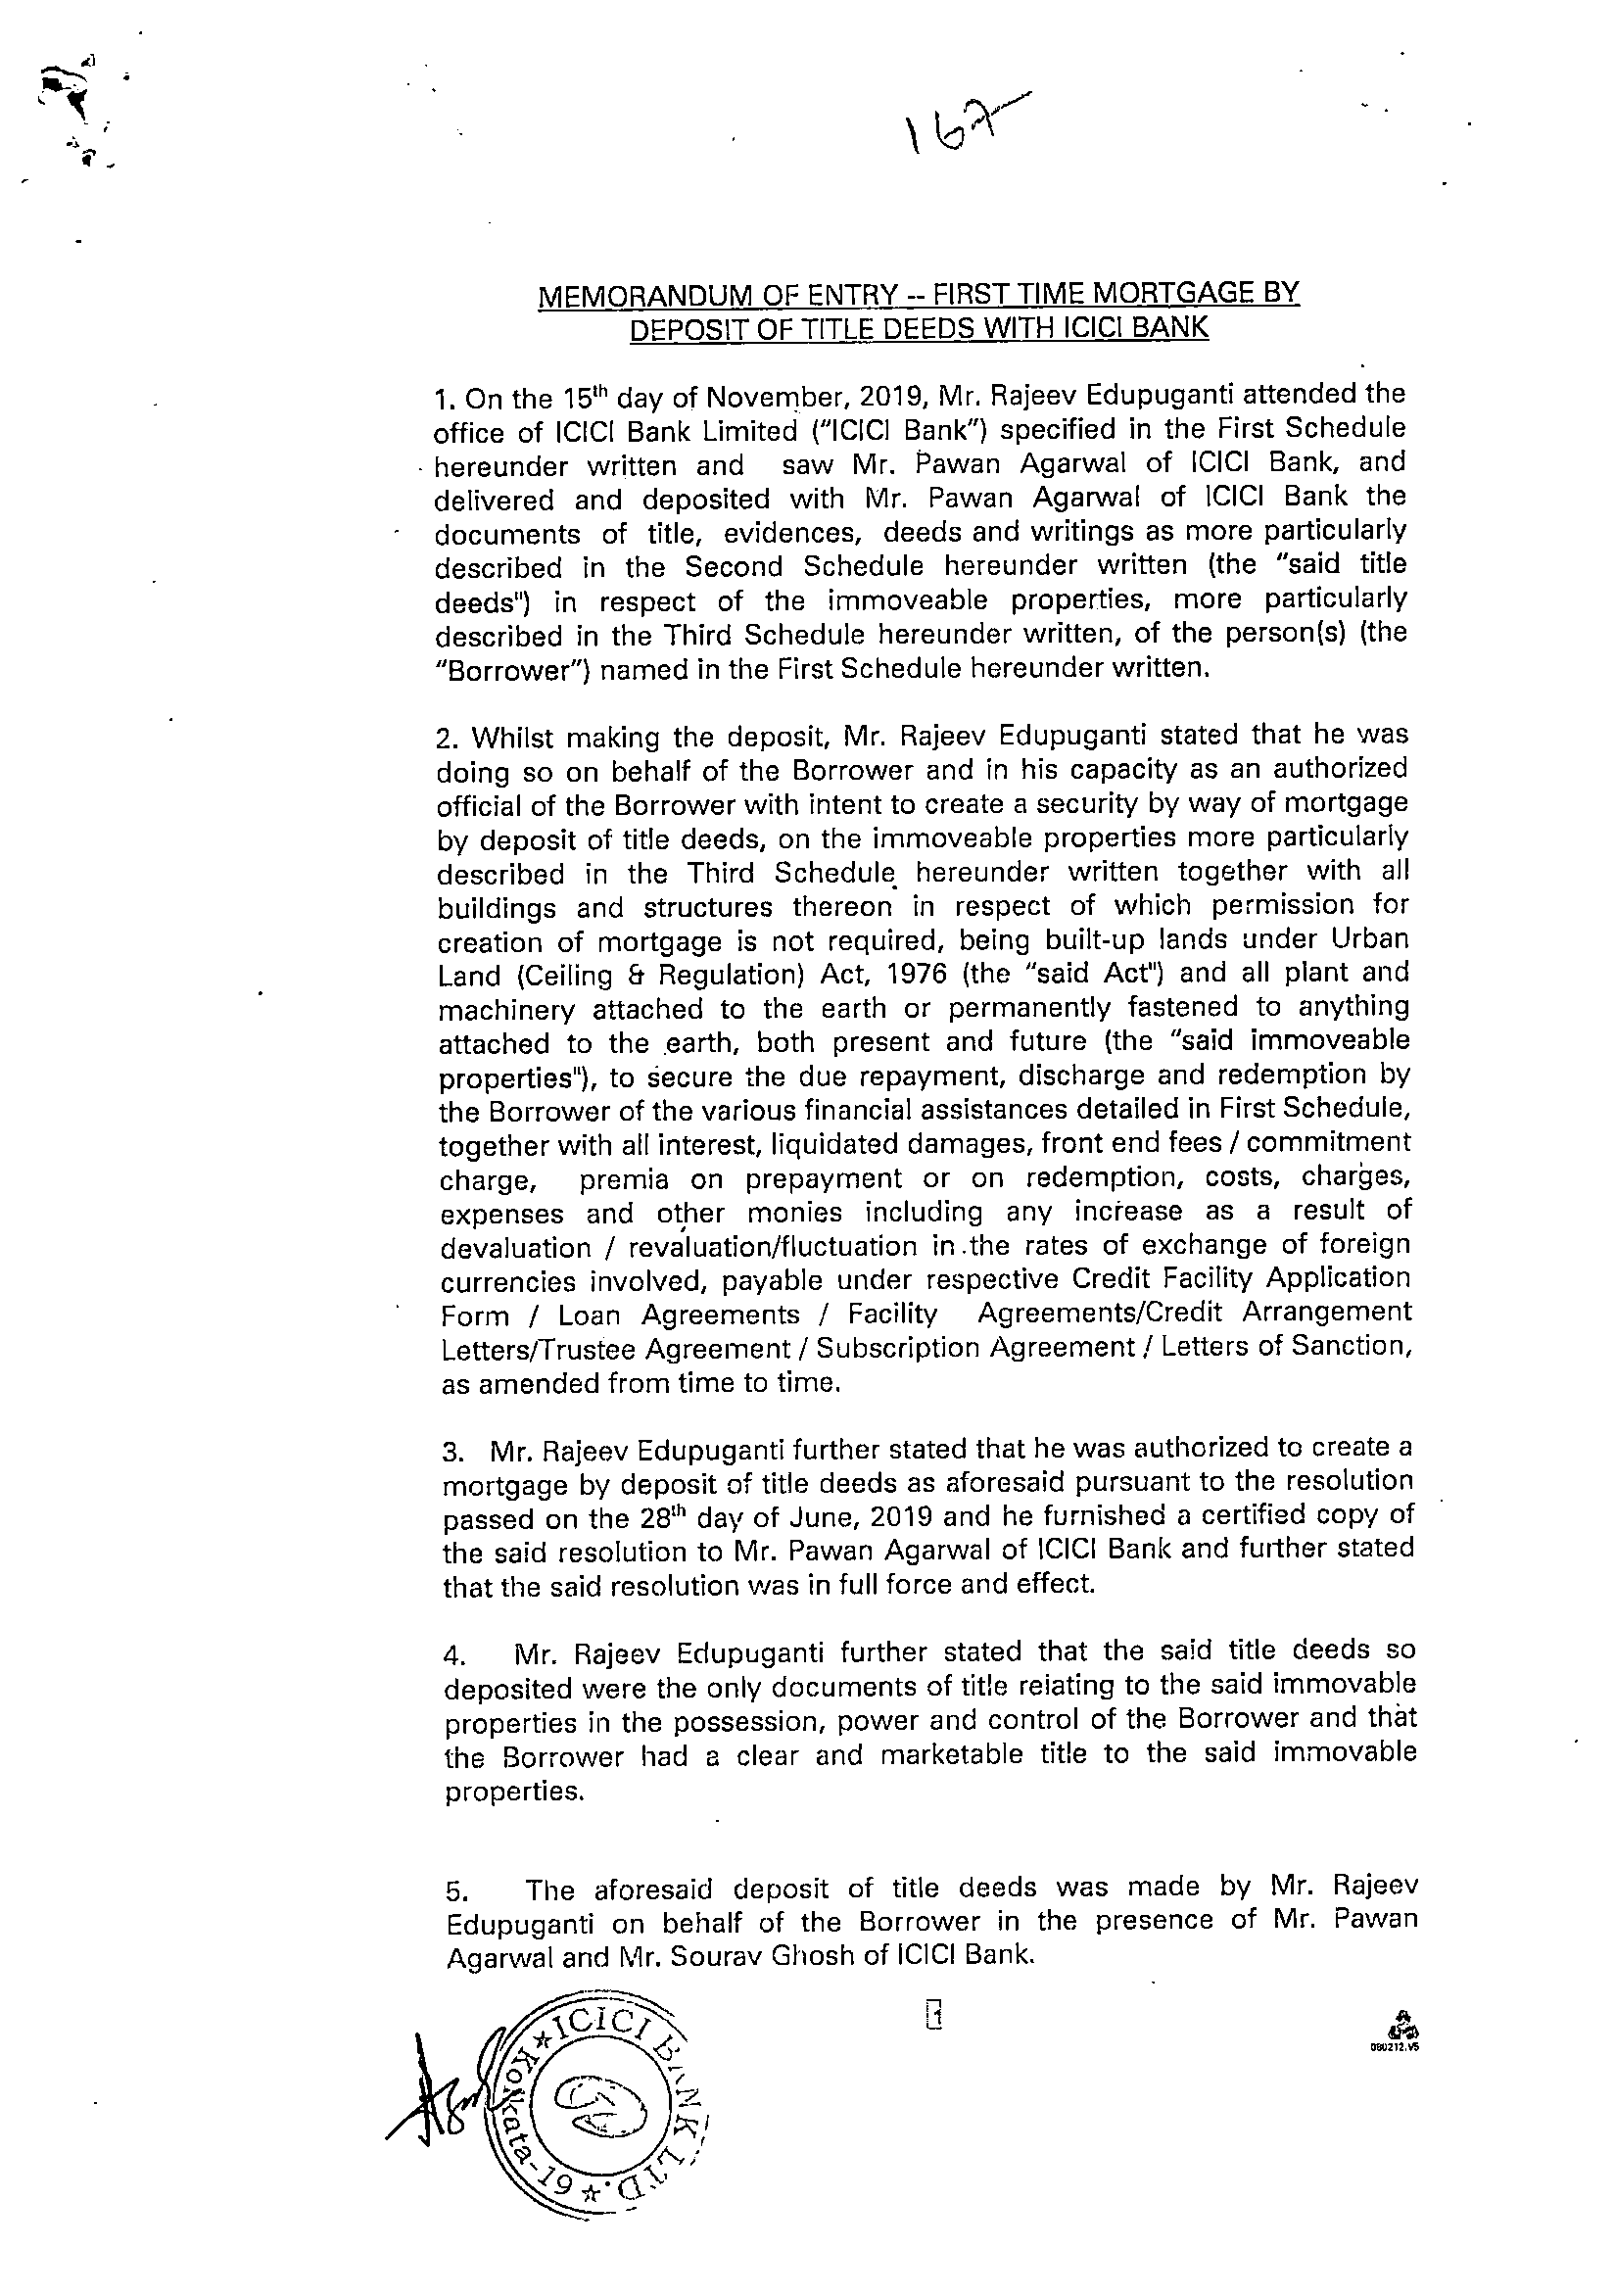 167
MEMORANDUM OF ENTRY -- FIRST TIME MORTGAGE BY
DEPOSIT OF TITLE DEEDS WITH ICICI BANK
1. On the 15th day of November, 2019, Mr. Rajeev Edupuganti attended the
office of ICICI Bank Limited ("ICICI Bank") specified in the First Schedule
hereunder written and saw Mr. Pawan Agarwal of ICICI Bank, and
delivered and deposited with Mr. Pawan Agarwal of ICICI Bank the
documents of title, evidences, deeds and writings as more particularly
described in the Second Schedule hereunder written (the "said title
deeds") in respect of the immoveable properties, more particularly
described in the Third Schedule hereunder written, of the person(s) (the
"Borrower") named in the First Schedule hereunder written.
2. Whilst making the deposit, Mr. Rajeev Edupuganti stated that he was
doing so on behalf of the Borrower and in his capacity as an authorized
official of the Borrower with intent to create a security by way of mortgage
by deposit of title deeds, on the immoveable properties more particularly
described in the Third Schedule hereunder written together with all
buildings and structures thereon in respect of which permission for
creation of mortgage is not required, being built-up lands under Urban
Land (Ceiling & Regulation) Act, 1976 (the "said Act") and all plant and
machinery attached to the earth or permanently fastened to anything
attached to the earth, both present and future (the "said immoveable
properties"), to secure the due repayment, discharge and redemption by
the Borrower of the various financial assistances detailed in First Schedule,
together with all interest, liquidated damages, front end fees / commitment
charge, premia on prepayment or on redemption, costs, charges,
expenses and other monies including any increase as a result of
devaluation / revaluation/fluctuation in the rates of exchange of foreign
currencies involved, payable under respective Credit Facility Application
Form / Loan Agreements / Facility Agreements/Credit Arrangement
Letters/Trustee Agreement / Subscription Agreement / Letters of Sanction,
as amended from time to time.
3. Mr. Rajeev Edupuganti further stated that he was authorized to create a
mortgage by deposit of title deeds as aforesaid pursuant to the resolution
passed on the 28th day of June, 2019 and he furnished a certified copy of
the said resolution to Mr. Pawan Agarwal of ICICI Bank and further stated
that the said resolution was in full force and effect.
4. Mr. Rajeev Edupuganti further stated that the said title deeds so
deposited were the only documents of title relating to the said immovable
properties in the possession, power and control of the Borrower and that
the Borrower had a clear and marketable title to the said immovable
properties.
5. The aforesaid deposit of title deeds was made by Mr. Rajeev
Edupuganti on behalf of the Borrower in the presence of Mr. Pawan
Agarwal and Mr. Sourav Ghosh of ICICI Bank.
1
080212.V5
ICICI BANK LTD.
Kolkata-19